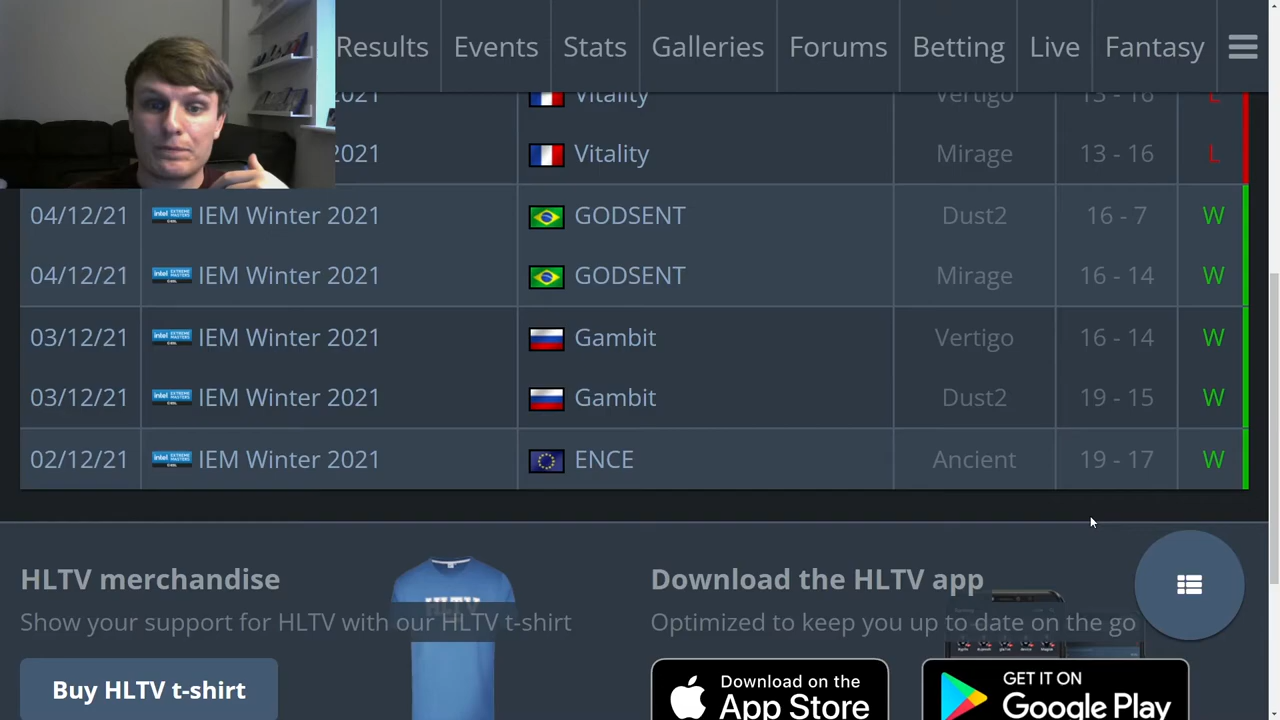 Results Events Stats Galleries Forums Betting Live Fantasy
2021 Vitality Vertigo 13 - 16 L
2021 Vitality Mirage 13 - 16 L
04/12/21 IEM Winter 2021 GODSENT Dust2 16 - 7 W
04/12/21 IEM Winter 2021 GODSENT Mirage 16 - 14 W
03/12/21 IEM Winter 2021 Gambit Vertigo 16 - 14 W
03/12/21 IEM Winter 2021 Gambit Dust2 19 - 15 W
02/12/21 IEM Winter 2021 ENCE Ancient 19 - 17 W
HLTV merchandise
Show your support for HLTV with our HLTV t-shirt
Buy HLTV t-shirt
HLTV
Download the HLTV app
Optimized to keep you up to date on the go
Download on the
App Store
GET IT ON
Google Play